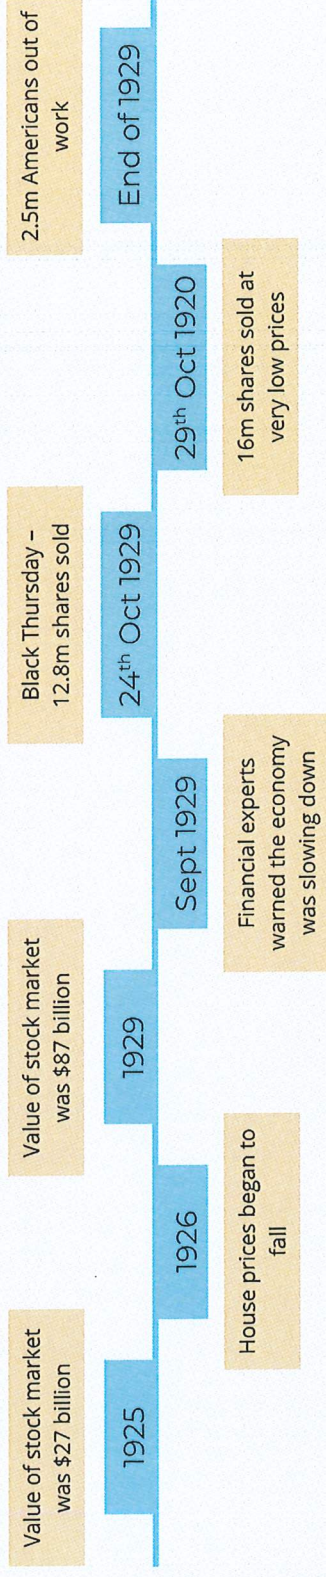 1925
Value of stock market
was $27 billion
1926
House prices began to
fall
1929
Value of stock market
was $87 billion
Sept 1929
Financial experts
warned the economy
was slowing down
24th Oct 1929
Black Thursday –
12.8m shares sold
29th Oct 1920
16m shares sold at
very low prices
End of 1929
2.5m Americans out of
work